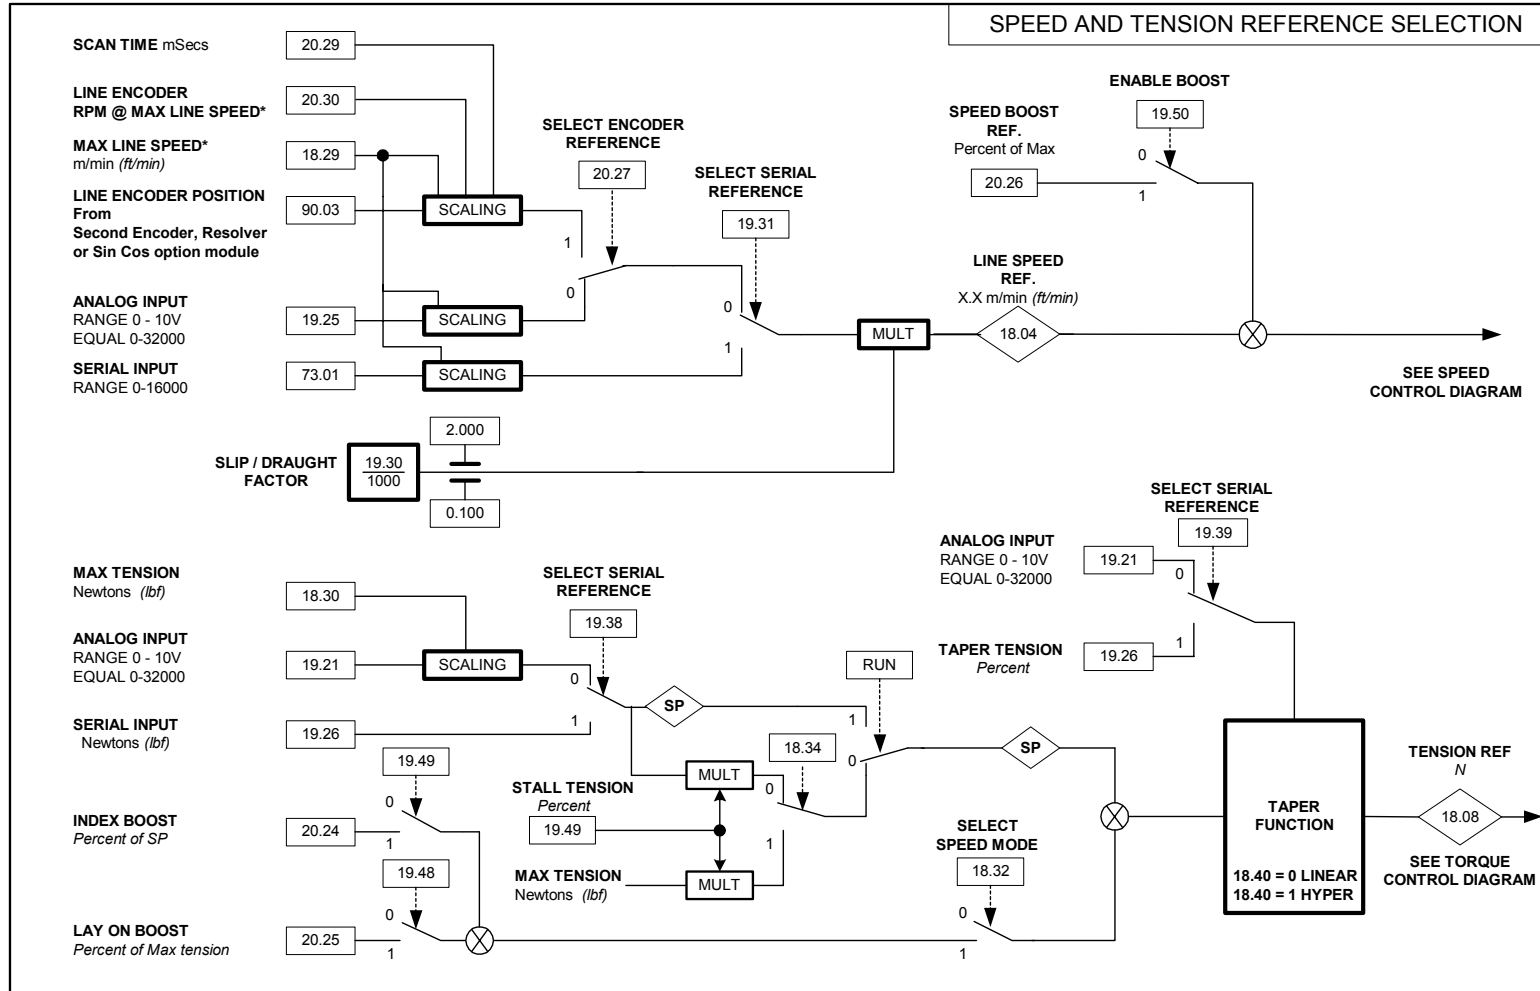 SPEED AND TENSION REFERENCE SELECTION
SCAN TIME mSecs
20.29
LINE ENCODER
RPM @ MAX LINE SPEED*
20.30
MAX LINE SPEED*
m/min (ft/min)
18.29
LINE ENCODER POSITION
From
Second Encoder, Resolver
or Sin Cos option module
90.03
SCALING
SELECT ENCODER
REFERENCE
20.27
1
0
ANALOG INPUT
RANGE 0 - 10V
EQUAL 0-32000
19.25
SCALING
SERIAL INPUT
RANGE 0-16000
73.01
SCALING
SELECT SERIAL
REFERENCE
19.31
0
1
MULT
LINE SPEED
REF.
X.X m/min (ft/min)
18.04
SPEED BOOST
REF.
Percent of Max
20.26
ENABLE BOOST
19.50
0
1
SEE SPEED
CONTROL DIAGRAM
SLIP / DRAUGHT
FACTOR
19.30
1000
2.000
0.100
MAX TENSION
Newtons (lbf)
18.30
ANALOG INPUT
RANGE 0 - 10V
EQUAL 0-32000
19.21
SCALING
SERIAL INPUT
Newtons (lbf)
19.26
SELECT SERIAL
REFERENCE
19.38
0
1
SP
RUN
1
0
SP
MULT
18.34
0
1
STALL TENSION
Percent
19.49
MAX TENSION
Newtons (lbf)
MULT
INDEX BOOST
Percent of SP
20.24
19.49
0
1
LAY ON BOOST
Percent of Max tension
20.25
19.48
0
1
SELECT
SPEED MODE
18.32
0
1
ANALOG INPUT
RANGE 0 - 10V
EQUAL 0-32000
19.21
SELECT SERIAL
REFERENCE
19.39
0
1
TAPER TENSION
Percent
19.26
TAPER
FUNCTION
18.40 = 0 LINEAR
18.40 = 1 HYPER
TENSION REF
N
18.08
SEE TORQUE
CONTROL DIAGRAM